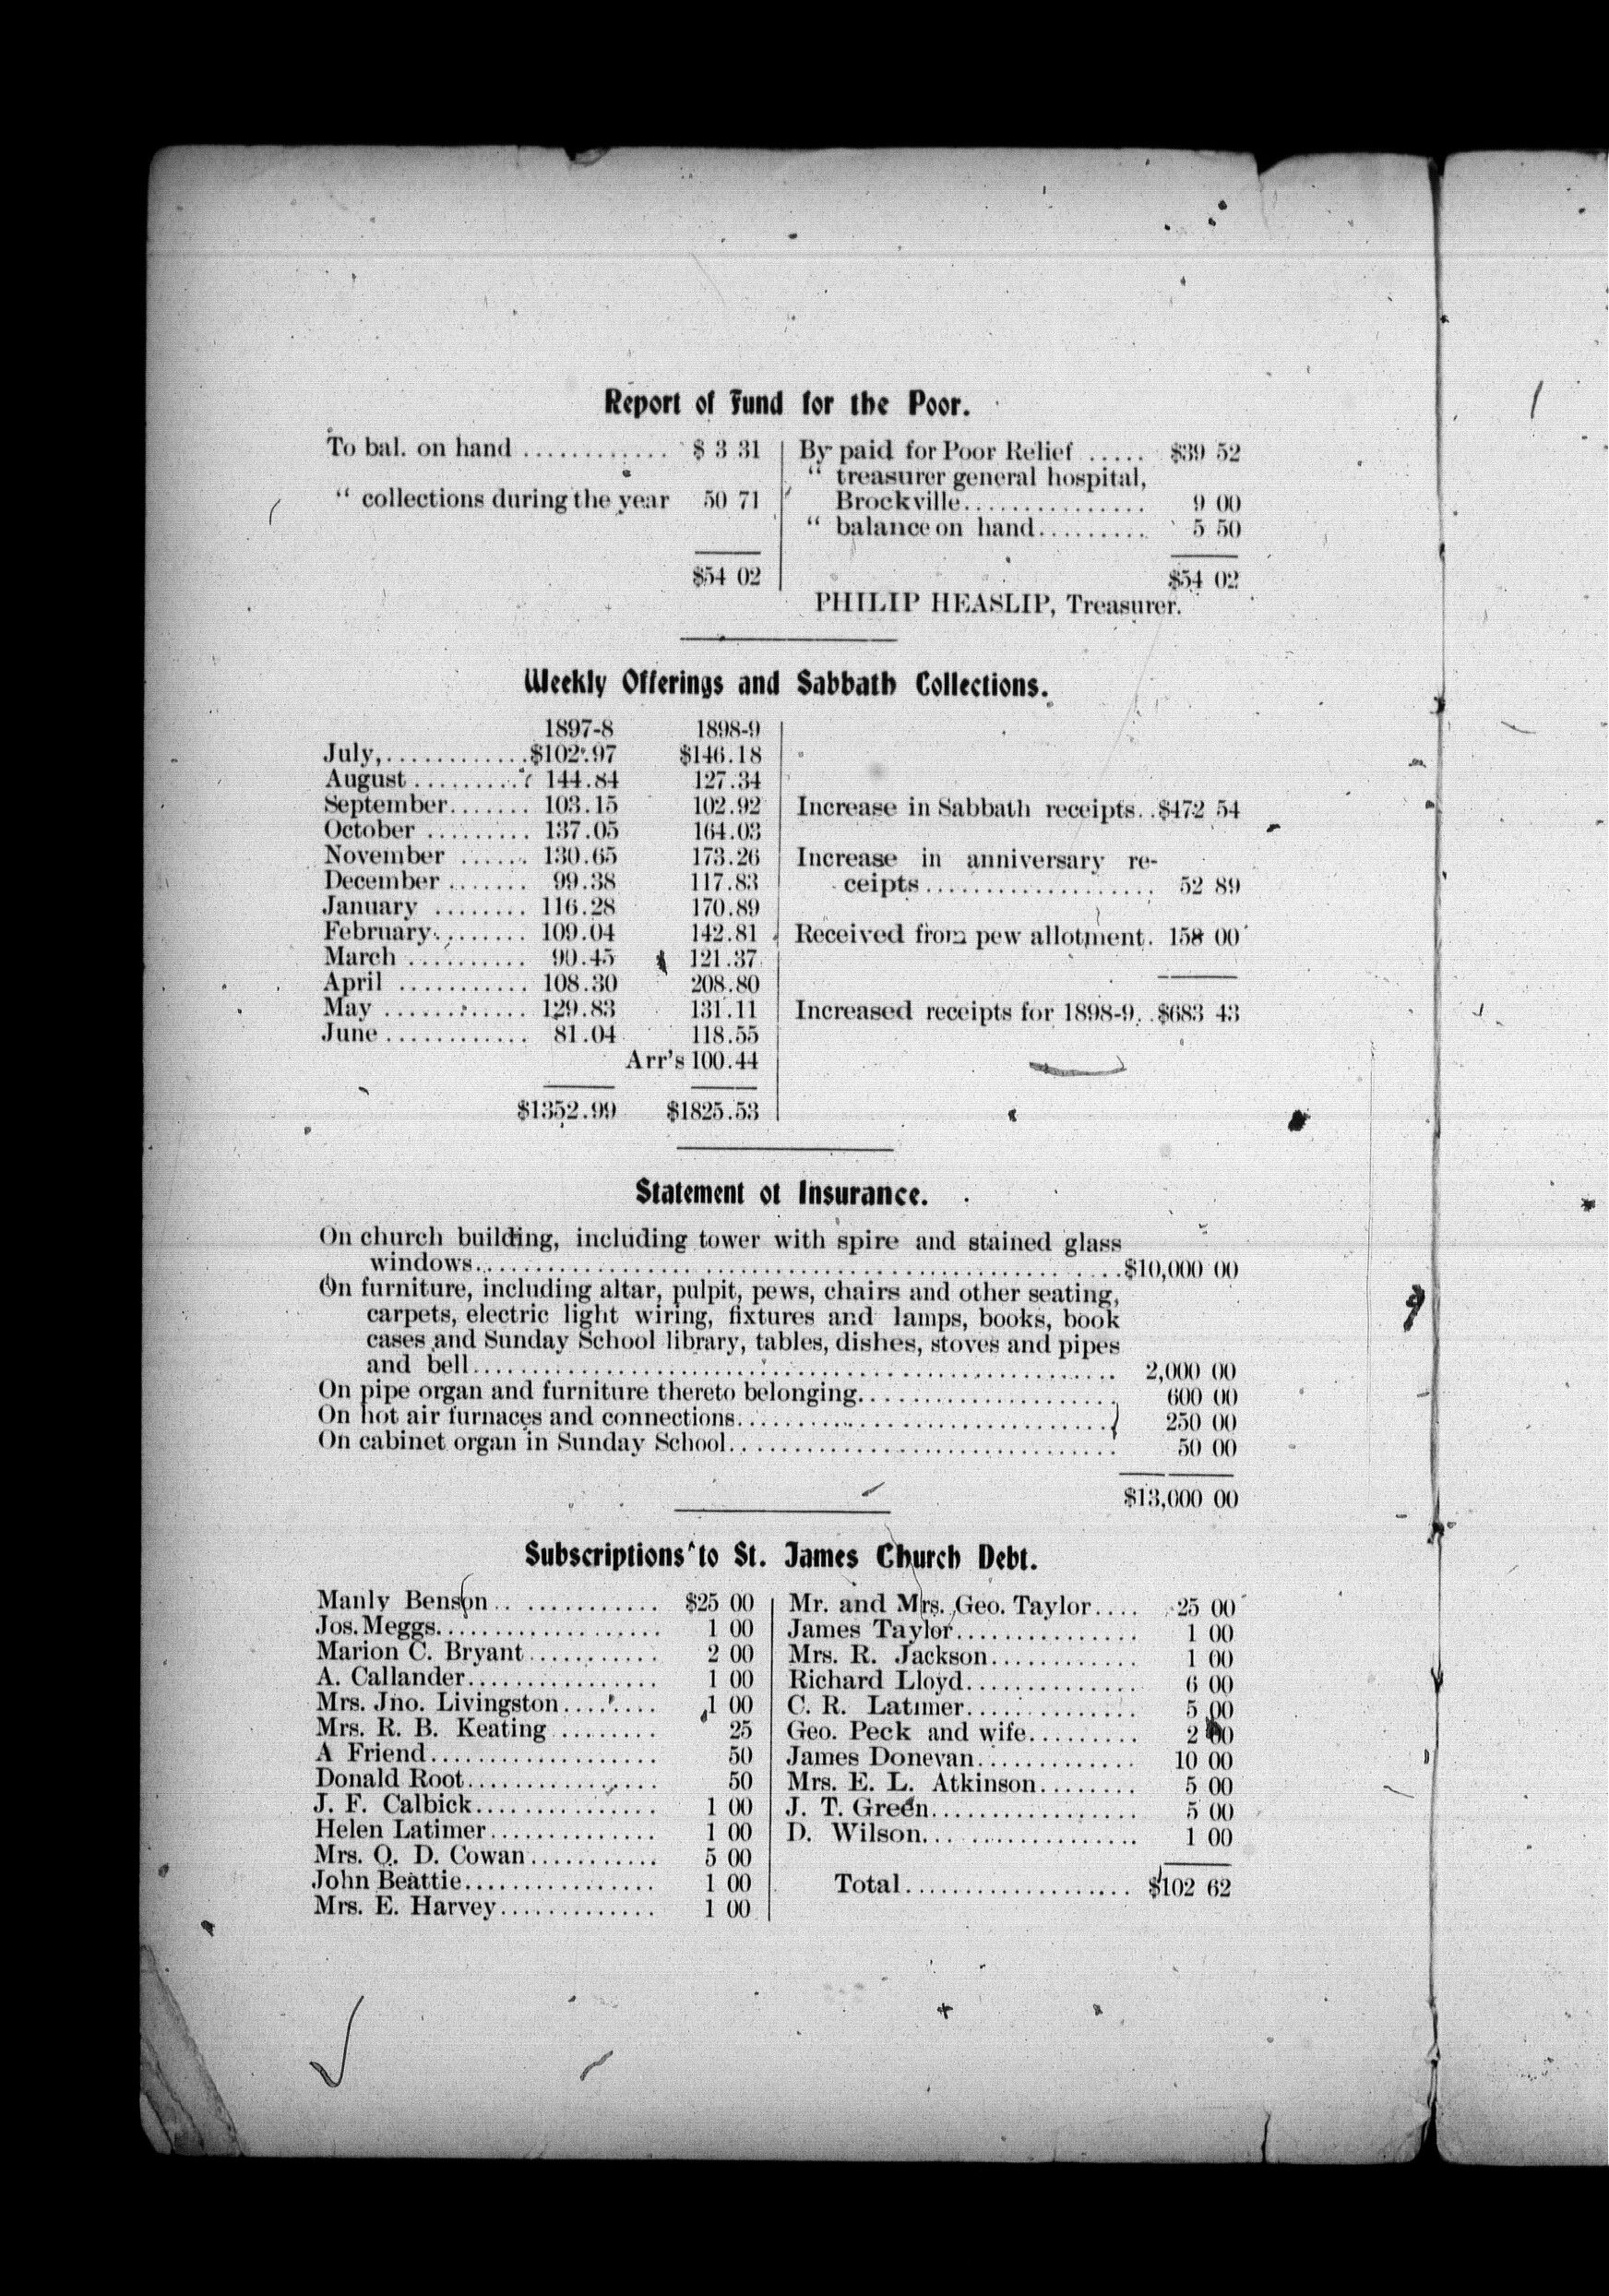 Report of Fund for the Poor.
To bal. on hand ............ $ 3 31
“ collections during the year 50 71
$54 02
By paid for Poor Relief ..... $39 52
“ treasurer general hospital,
Brockville............... 9 00
“ balance on hand......... 5 50
$54 02
PHILIP HEASLIP, Treasurer.
Weekly Offerings and Sabbath Collections.
1897-8 1898-9
July,............$102.97 $146.18
August .......... 144.84 127.34
September....... 103.15 102.92
October ......... 137.05 164.03
November ...... 130.65 173.26
December ....... 99.38 117.83
January ........ 116.28 170.89
February........ 109.04 142.81
March .......... 90.45 121.37
April ........... 108.30 208.80
May ............ 129.83 131.11
June ............ 81.04 118.55
Arr's 100.44
$1352.99 $1825.53
Increase in Sabbath receipts. .$472 54
Increase in anniversary re-
ceipts................... 52 89
Received from pew allotment. 158 00
Increased receipts for 1898-9. .$683 43
Statement of Insurance.
On church building, including tower with spire and stained glass
windows......................................................$10,000 00
On furniture, including altar, pulpit, pews, chairs and other seating,
carpets, electric light wiring, fixtures and lamps, books, book
cases and Sunday School library, tables, dishes, stoves and pipes
and bell...................................................... 2,000 00
On pipe organ and furniture thereto belonging...................... 600 00
On hot air furnaces and connections................................ 250 00
On cabinet organ in Sunday School................................. 50 00
$13,000 00
Subscriptions to St. James Church Debt.
Manly Benson.. ............ $25 00
Jos. Meggs................... 1 00
Marion C. Bryant........... 2 00
A. Callander................ 1 00
Mrs. Jno. Livingston........ 1 00
Mrs. R. B. Keating ........ 25
A Friend................... 50
Donald Root................ 50
J. F. Calbick............... 1 00
Helen Latimer.............. 1 00
Mrs. O. D. Cowan........... 5 00
John Beattie................ 1 00
Mrs. E. Harvey............. 1 00
Mr. and Mrs. Geo. Taylor.... 25 00
James Taylor............... 1 00
Mrs. R. Jackson............ 1 00
Richard Lloyd.............. 6 00
C. R. Latimer.............. 5 00
Geo. Peck and wife......... 2 00
James Donevan............. 10 00
Mrs. E. L. Atkinson........ 5 00
J. T. Green................. 5 00
D. Wilson... .............. 1 00
Total................... $102 62